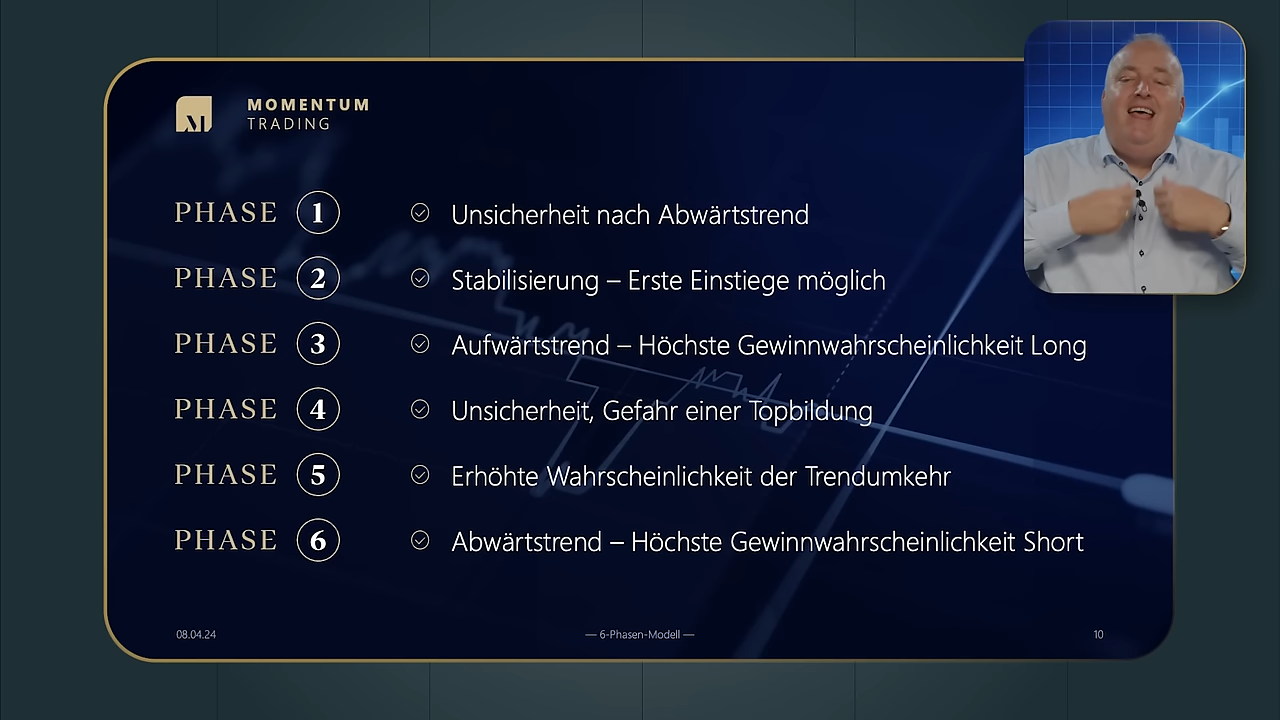 MOMENTUM
TRADING
PHASE 1 Unsicherheit nach Abwärtstrend
PHASE 2 Stabilisierung – Erste Einstiege möglich
PHASE 3 Aufwärtstrend – Höchste Gewinnwahrscheinlichkeit Long
PHASE 4 Unsicherheit, Gefahr einer Topbildung
PHASE 5 Erhöhte Wahrscheinlichkeit der Trendumkehr
PHASE 6 Abwärtstrend – Höchste Gewinnwahrscheinlichkeit Short
08.04.24 — 6-Phasen-Modell — 10